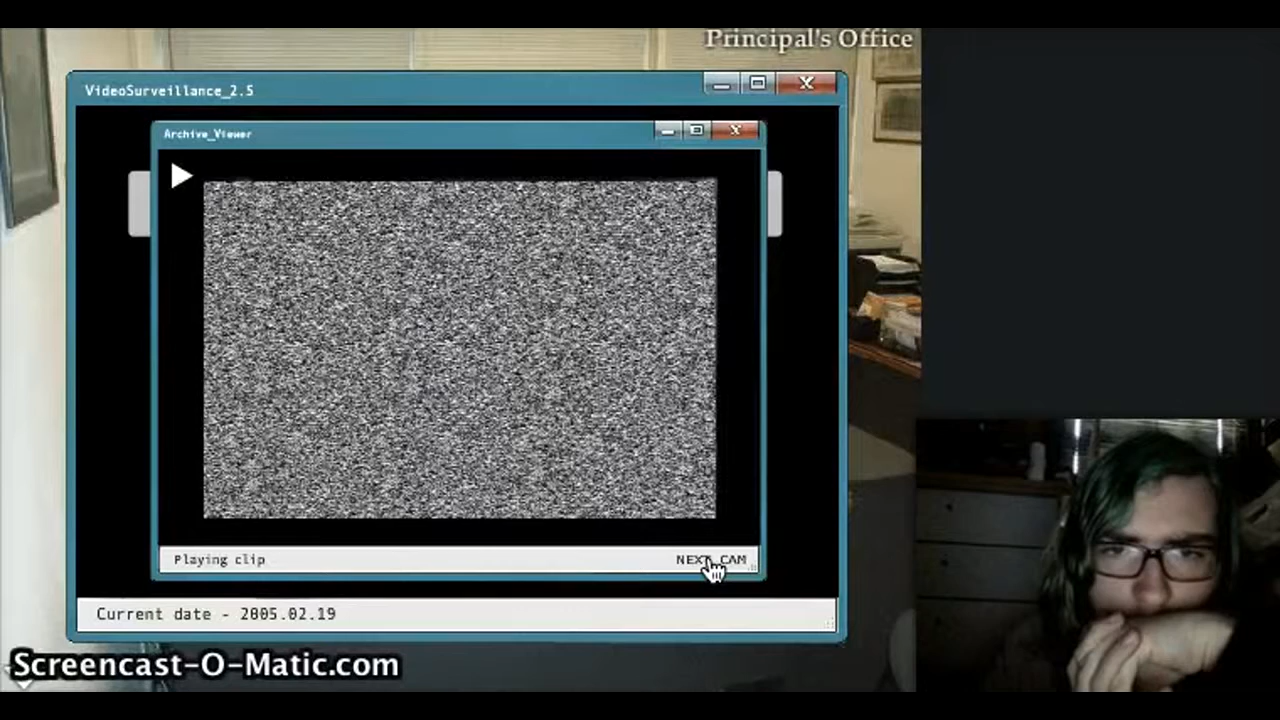 Principal's Office
VideoSurveillance_2.5
Archive_Viewer
Playing clip
NEXT CAM
Current date - 2005.02.19
Screencast-O-Matic.com